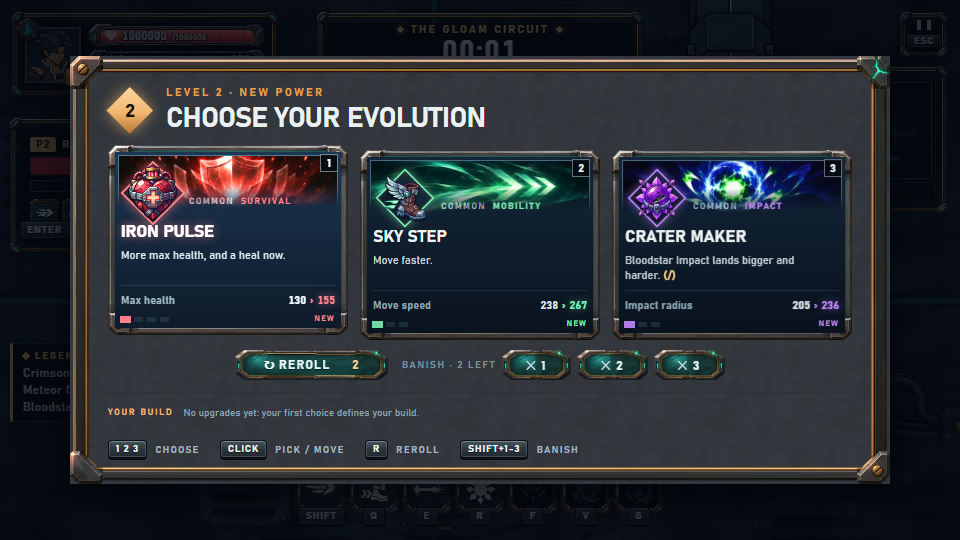 1000000 /1000000
◆ THE GLOAM CIRCUIT ◆
00:01
ESC
LEVEL 2 · NEW POWER
2
CHOOSE YOUR EVOLUTION
1
COMMON SURVIVAL
IRON PULSE
More max health, and a heal now.
Max health 130 › 155
NEW
2
COMMON MOBILITY
SKY STEP
Move faster.
Move speed 238 › 267
NEW
3
COMMON IMPACT
CRATER MAKER
Bloodstar Impact lands bigger and
harder.
Impact radius 205 › 236
NEW
P2
ENTER
↻ REROLL 2
BANISH · 2 LEFT
✕ 1
✕ 2
✕ 3
◆ LEGEN
Crimson
Meteor
Bloodsta
YOUR BUILD No upgrades yet: your first choice defines your build.
1 2 3 CHOOSE
CLICK PICK / MOVE
R REROLL
SHIFT+1-3 BANISH
SHIFT Q E R F V G